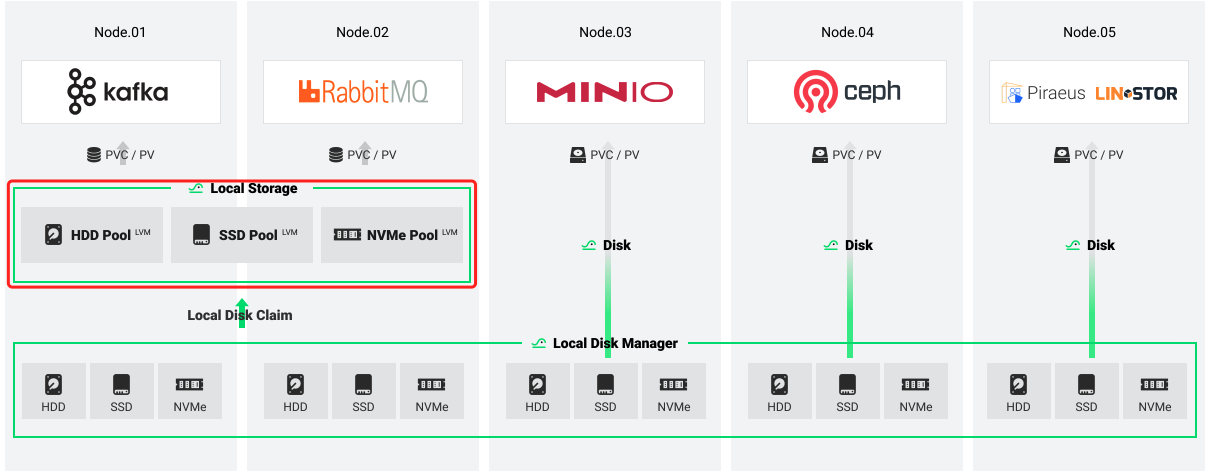 Node.01
Node.02
Node.03
Node.04
Node.05
kafka
RabbitMQ
MINIO
ceph
Piraeus LINSTOR
PVC / PV
PVC / PV
PVC / PV
PVC / PV
PVC / PV
Local Storage
HDD Pool LVM
SSD Pool LVM
NVMe Pool LVM
Disk
Disk
Disk
Local Disk Claim
Local Disk Manager
HDD
SSD
NVMe
HDD
SSD
NVMe
HDD
SSD
NVMe
HDD
SSD
NVMe
HDD
SSD
NVMe